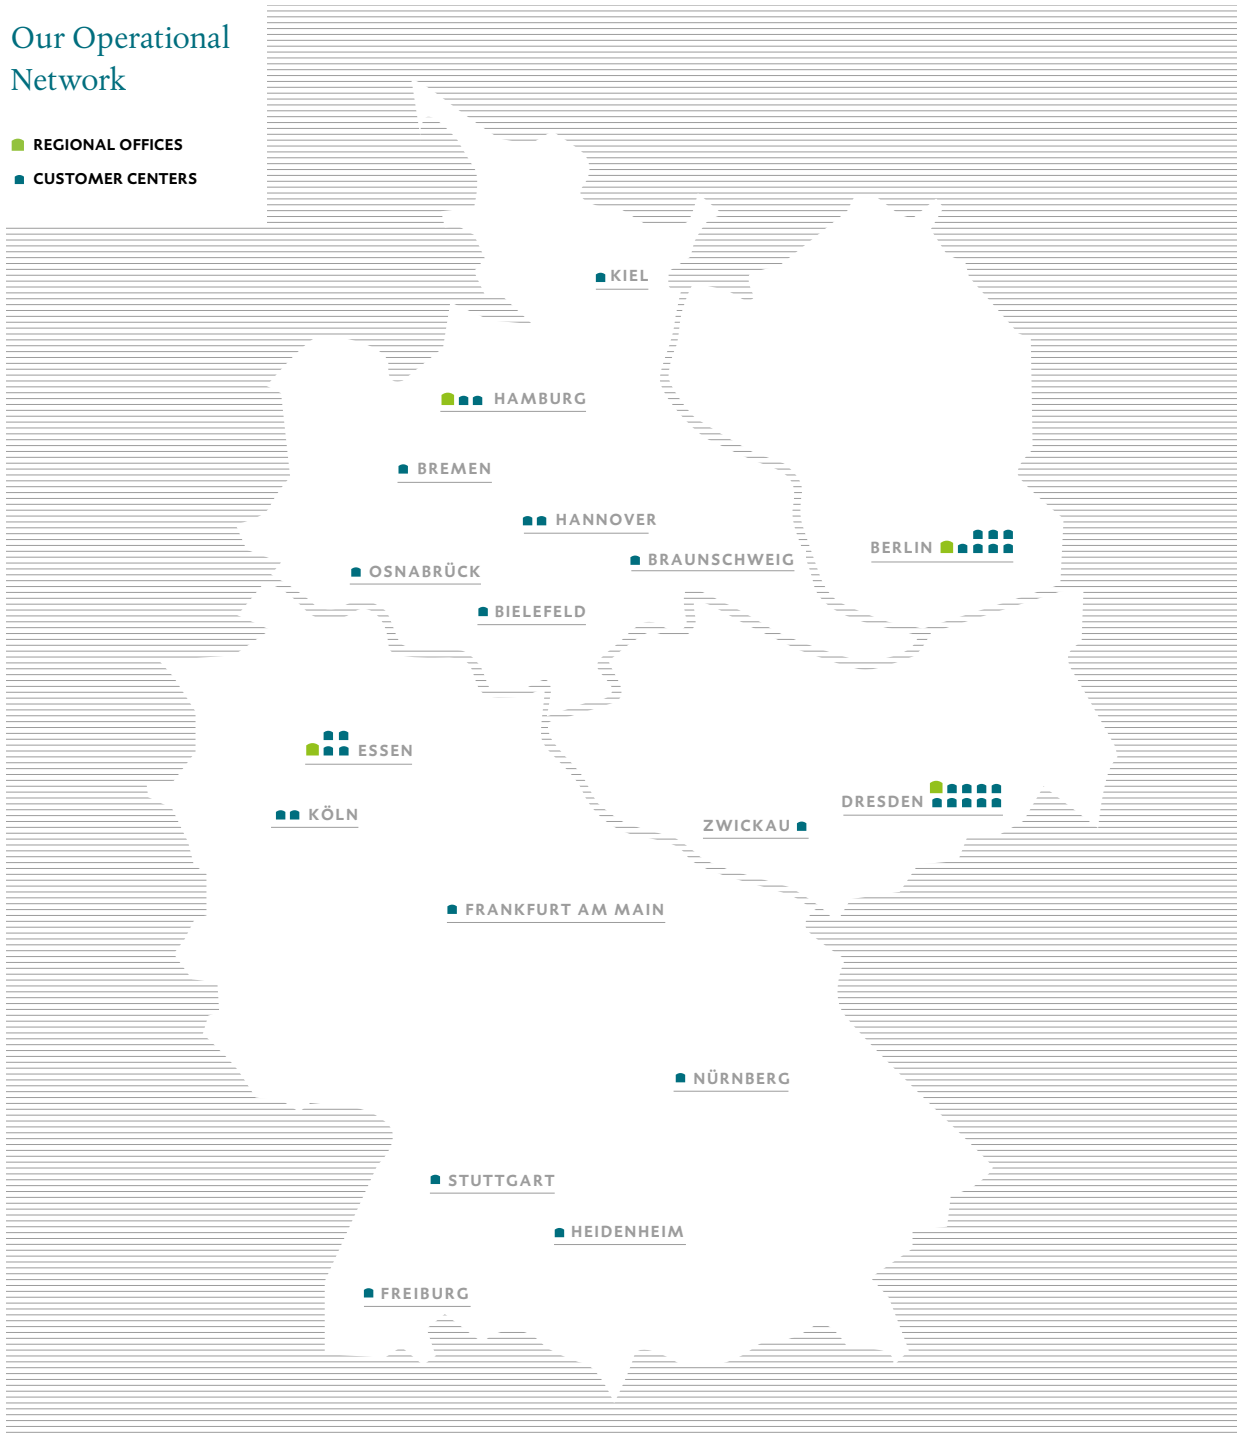 Our Operational
Network
REGIONAL OFFICES
CUSTOMER CENTERS
KIEL
HAMBURG
BREMEN
HANNOVER
BERLIN
BRAUNSCHWEIG
OSNABRÜCK
BIELEFELD
ESSEN
DRESDEN
KÖLN
ZWICKAU
FRANKFURT AM MAIN
NÜRNBERG
STUTTGART
HEIDENHEIM
FREIBURG